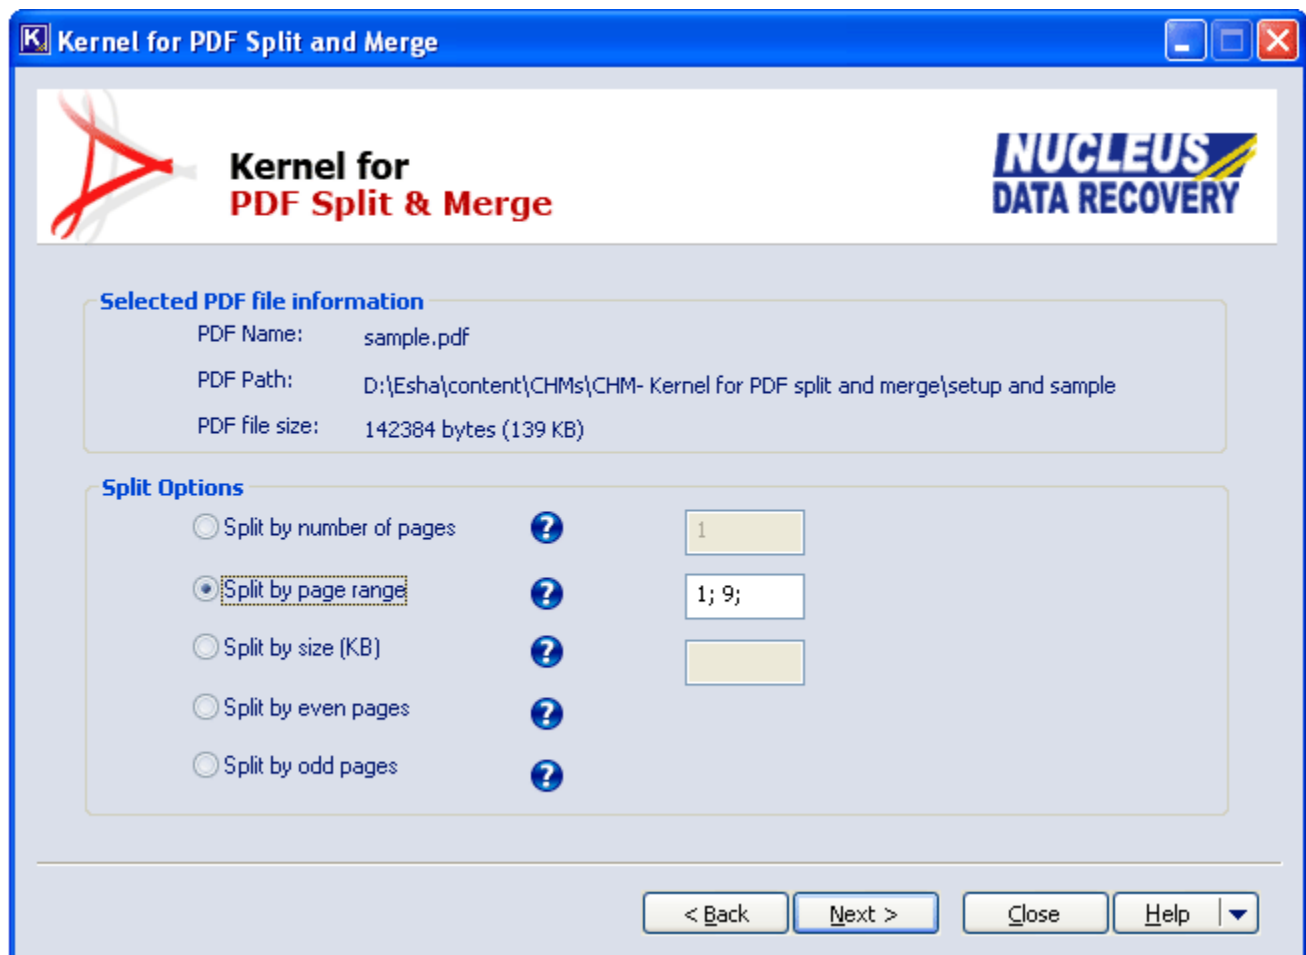 K Kernel for PDF Split and Merge
Kernel for
PDF Split & Merge
NUCLEUS
DATA RECOVERY
Selected PDF file information
PDF Name: sample.pdf
PDF Path: D:\Esha\content\CHMs\CHM- Kernel for PDF split and merge\setup and sample
PDF file size: 142384 bytes (139 KB)
Split Options
Split by number of pages ? 1
Split by page range ? 1; 9;
Split by size (KB) ?
Split by even pages ?
Split by odd pages ?
< Back Next > Close Help